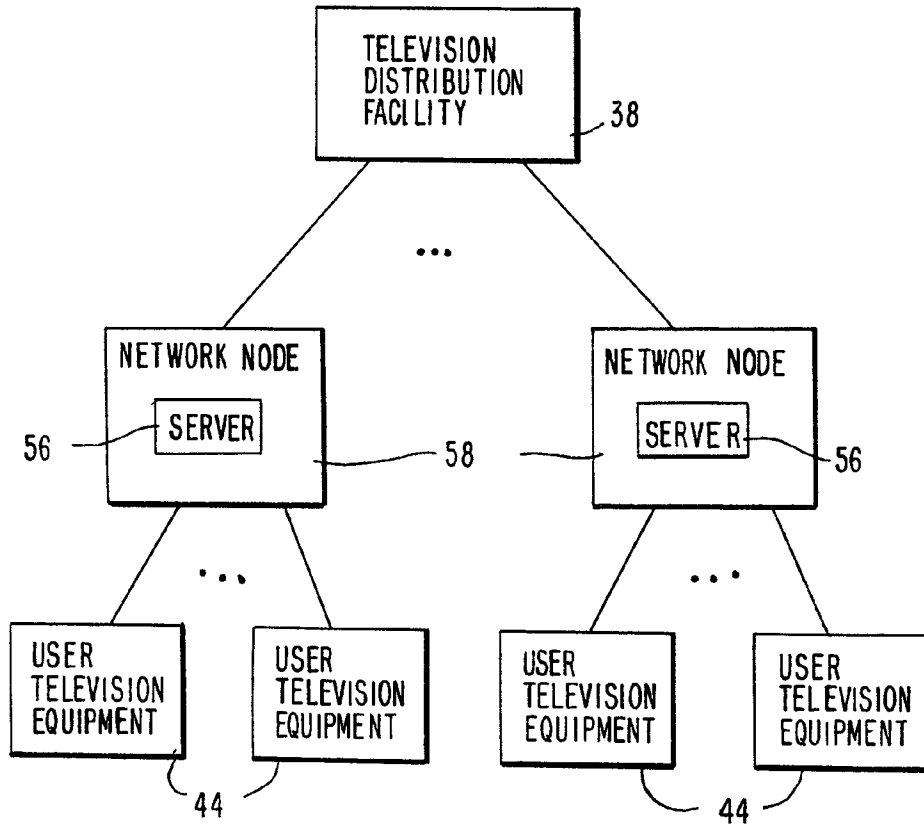 TELEVISION
DISTRIBUTION
FACILITY
38
...
NETWORK NODE
SERVER
56
58
NETWORK NODE
SERVER
56
...
...
USER
TELEVISION
EQUIPMENT
USER
TELEVISION
EQUIPMENT
44
USER
TELEVISION
EQUIPMENT
USER
TELEVISION
EQUIPMENT
44